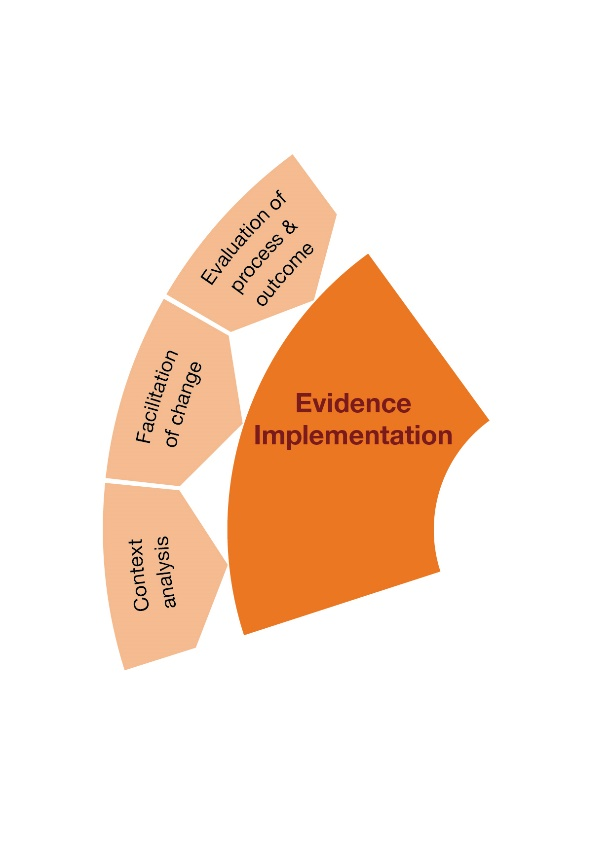 Evaluation of
process &
outcome
Facilitation
of change
Context
analysis
Evidence
Implementation